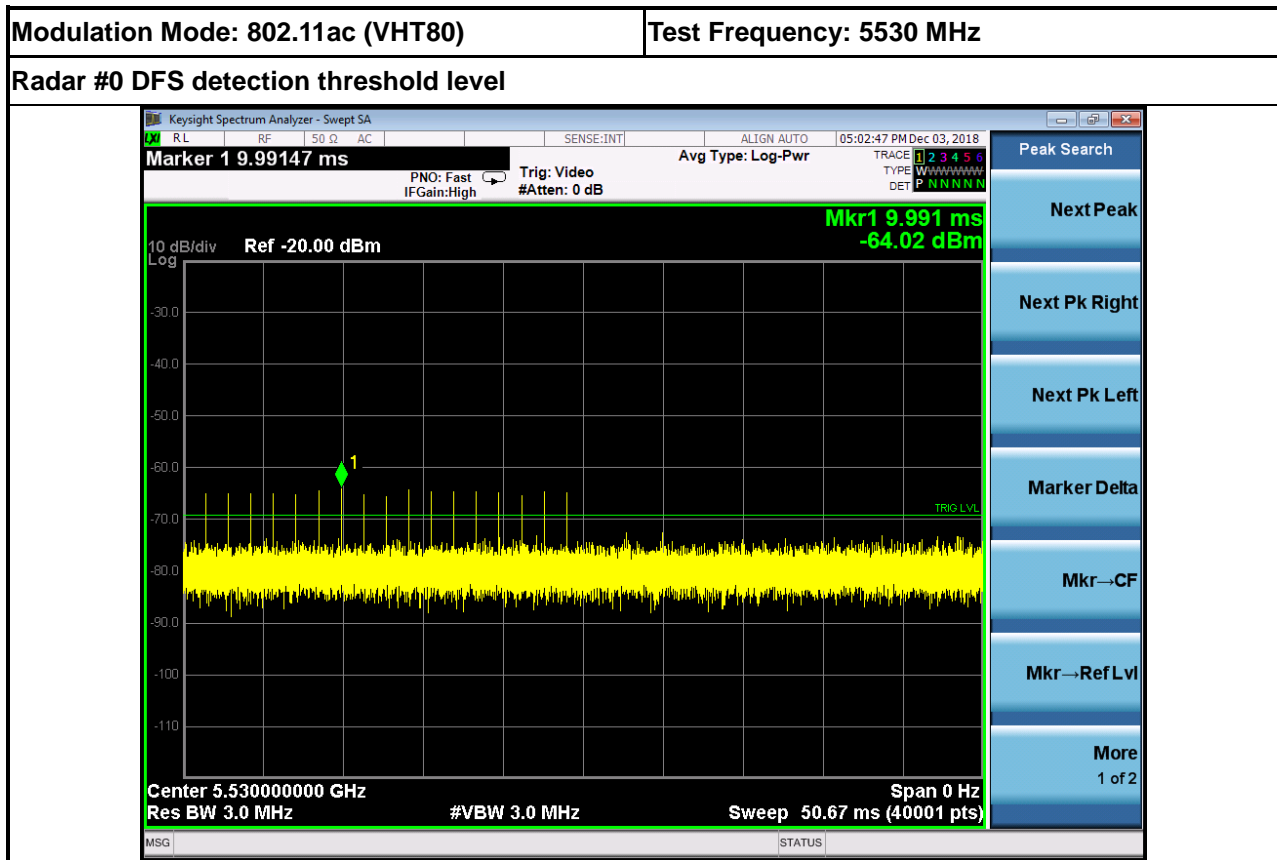 Modulation Mode: 802.11ac (VHT80) Test Frequency: 5530 MHz
Radar #0 DFS detection threshold level
Keysight Spectrum Analyzer - Swept SA
LXI RL RF 50 Ω AC SENSE:INT ALIGN AUTO 05:02:47 PM Dec 03, 2018
Marker 1 9.99147 ms
PNO: Fast
IFGain:High
Trig: Video
#Atten: 0 dB
Avg Type: Log-Pwr
TRACE 1 2 3 4 5 6
TYPE WWWWWW
DET P N N N N N
Peak Search
Next Peak
Next Pk Right
Next Pk Left
Marker Delta
Mkr→CF
Mkr→Ref Lvl
More
1 of 2
Mkr1 9.991 ms
-64.02 dBm
10 dB/div Ref -20.00 dBm
Log
-30.0
-40.0
-50.0
-60.0
1
-70.0
TRIG LVL
-80.0
-90.0
-100
-110
Center 5.530000000 GHz Span 0 Hz
Res BW 3.0 MHz #VBW 3.0 MHz Sweep 50.67 ms (40001 pts)
MSG STATUS